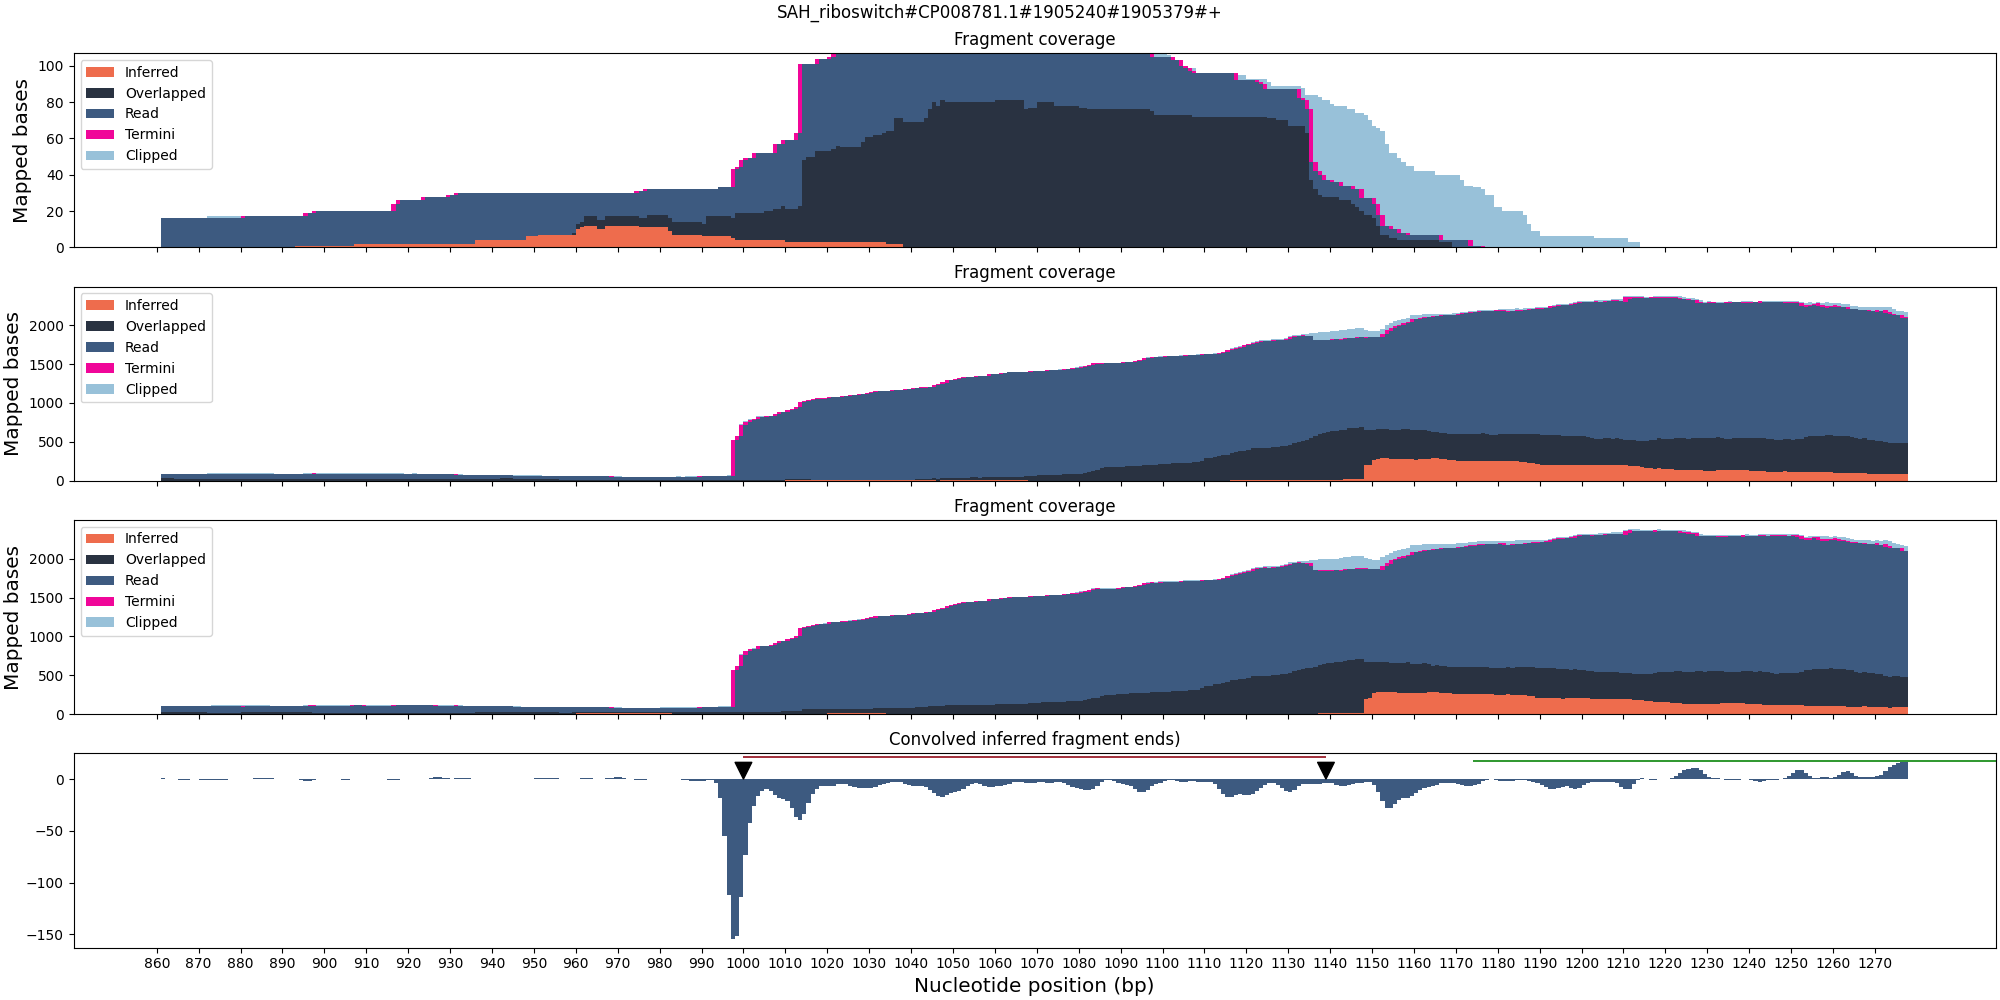 SAH_riboswitch#CP008781.1#1905240#1905379#+
Fragment coverage
Mapped bases
100
80
60
40
20
0
Inferred
Overlapped
Read
Termini
Clipped
Fragment coverage
Mapped bases
2000
1500
1000
500
0
Inferred
Overlapped
Read
Termini
Clipped
Fragment coverage
Mapped bases
2000
1500
1000
500
0
Inferred
Overlapped
Read
Termini
Clipped
Convolved inferred fragment ends)
0
−50
−100
−150
860 870 880 890 900 910 920 930 940 950 960 970 980 990 1000 1010 1020 1030 1040 1050 1060 1070 1080 1090 1100 1110 1120 1130 1140 1150 1160 1170 1180 1190 1200 1210 1220 1230 1240 1250 1260 1270
Nucleotide position (bp)